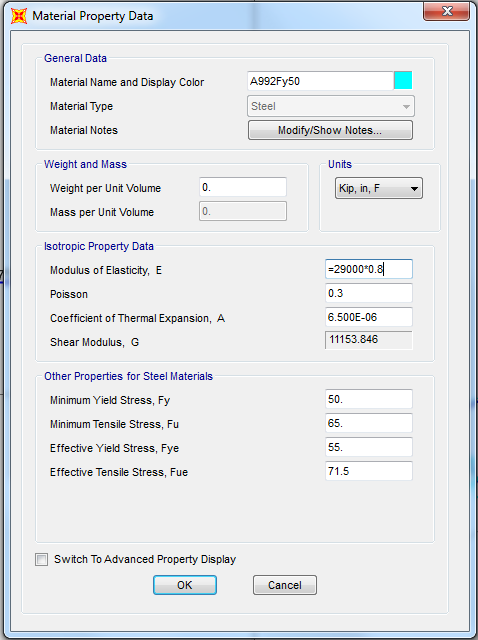 Material Property Data
General Data
Material Name and Display Color A992Fy50
Material Type Steel
Material Notes Modify/Show Notes...
Weight and Mass Units
Weight per Unit Volume 0. Kip, in, F
Mass per Unit Volume 0.
Isotropic Property Data
Modulus of Elasticity, E =29000*0.8
Poisson 0.3
Coefficient of Thermal Expansion, A 6.500E-06
Shear Modulus, G 11153.846
Other Properties for Steel Materials
Minimum Yield Stress, Fy 50.
Minimum Tensile Stress, Fu 65.
Effective Yield Stress, Fye 55.
Effective Tensile Stress, Fue 71.5
Switch To Advanced Property Display
OK Cancel